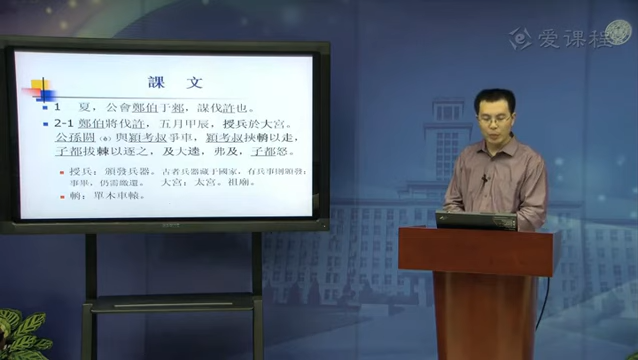 課 文
1 夏，公會鄭伯于郲，謀伐許也。
2-1 鄭伯將伐許，五月甲辰，授兵於大宮。
公孫閼（è）與潁考叔爭車，潁考叔挾輈以走，
子都拔棘以逐之，及大逵，弗及，子都怒。
授兵：頒發兵器。古者兵器藏于國家，有兵事則頒發；
事畢，仍需繳還。 大宮：太宮。祖廟。
輈：單木車轅。
爱课程